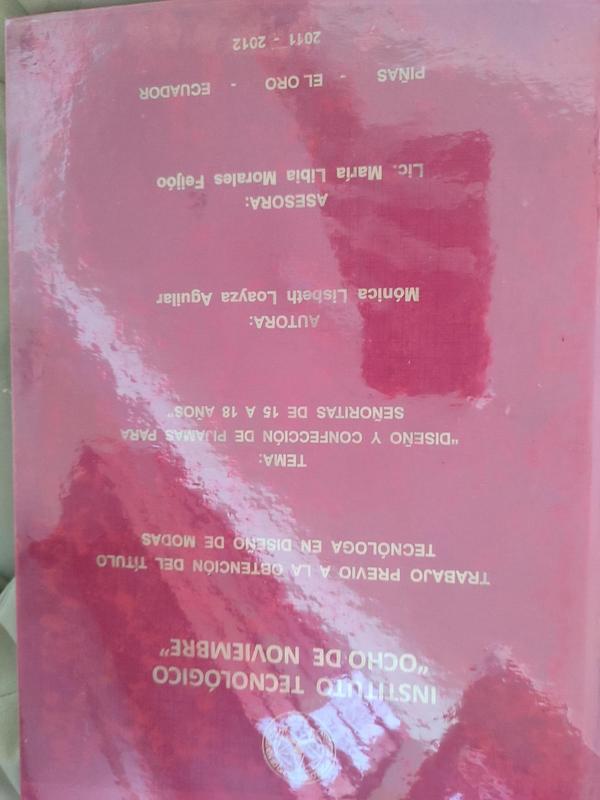 INSTITUTO TECNOLÓGICO
"OCHO DE NOVIEMBRE"
TRABAJO PREVIO A LA OBTENCIÓN DEL TÍTULO
TECNÓLOGA EN DISEÑO DE MODAS
TEMA:
"DISEÑO Y CONFECCIÓN DE PIJAMAS PARA
SEÑORITAS DE 15 A 18 AÑOS"
AUTORA:
Mónica Lisbeth Loayza Aguilar
ASESORA:
Lic. María Libia Morales Feijóo
PIÑAS - EL ORO - ECUADOR
2011 - 2012